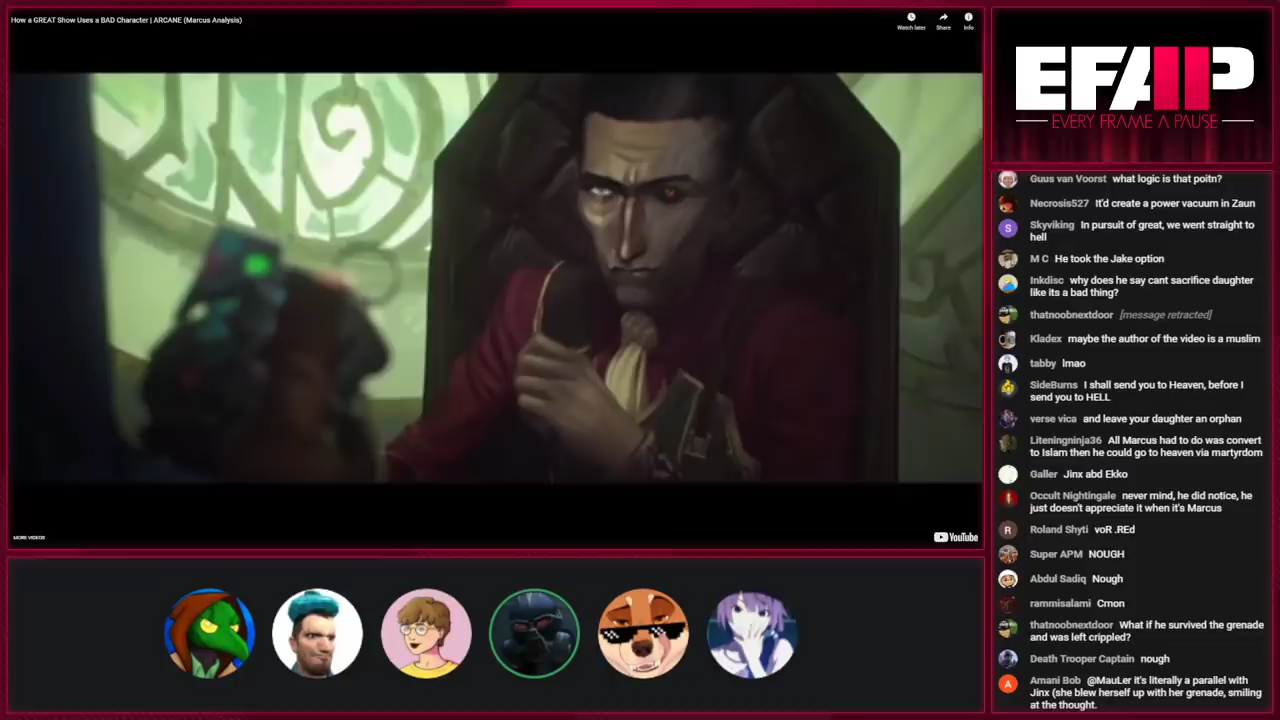 How a GREAT Show Uses a BAD Character | ARCANE (Marcus Analysis)
Watch later
Share
Info
MORE VIDEOS
YouTube
EFAP
EVERY FRAME A PAUSE
Guus van Voorst what logic is that poitn?
Necrosis527 It'd create a power vacuum in Zaun
Skyviking In pursuit of great, we went straight to
hell
M C He took the Jake option
Inkdisc why does he say cant sacrifice daughter
like its a bad thing?
thatnoobnextdoor [message retracted]
Kladex maybe the author of the video is a muslim
tabby lmao
SideBurns I shall send you to Heaven, before I
send you to HELL
verse vica and leave your daughter an orphan
Liteningninja36 All Marcus had to do was convert
to Islam then he could go to heaven via martyrdom
Galler Jinx abd Ekko
Occult Nightingale never mind, he did notice, he
just doesn't appreciate it when it's Marcus
Roland Shyti voR .REd
Super APM NOUGH
Abdul Sadiq Nough
rammisalami Cmon
thatnoobnextdoor What if he survived the grenade
and was left crippled?
Death Trooper Captain nough
Amani Bob @MauLer it's literally a parallel with
Jinx (she blew herself up with her grenade, smiling
at the thought.
S
R
A